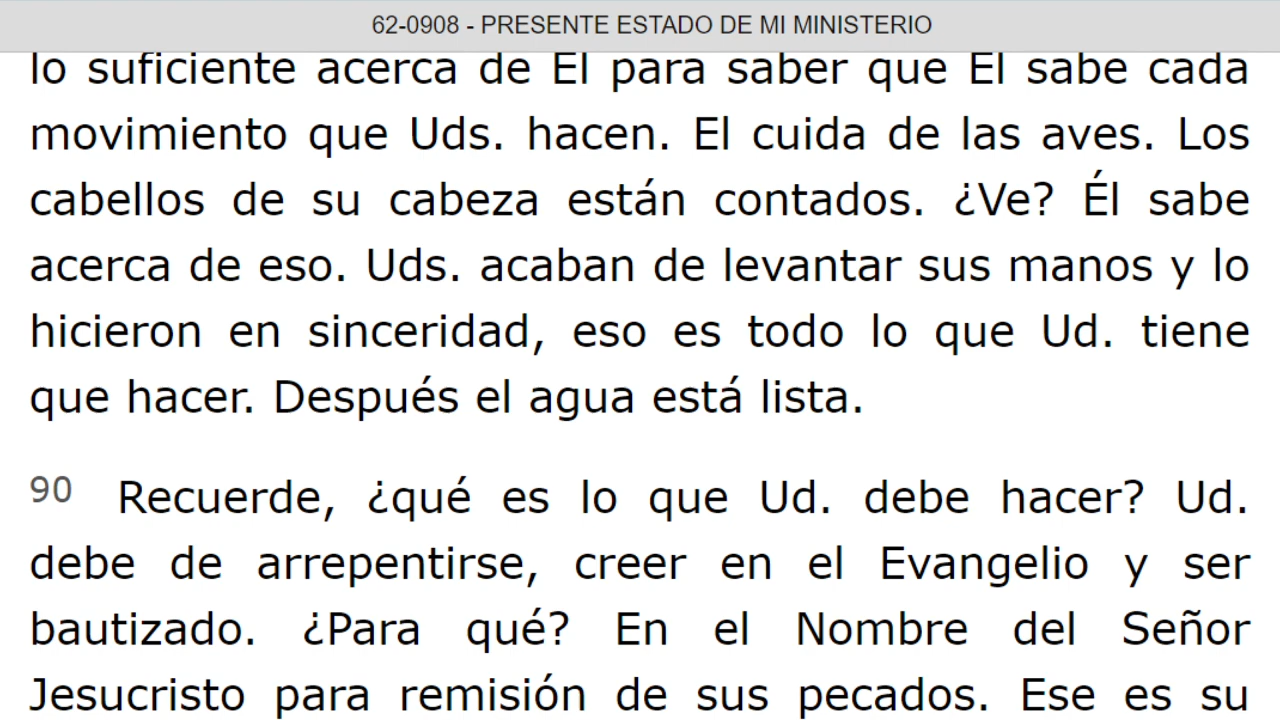 62-0908 - PRESENTE ESTADO DE MI MINISTERIO
lo suficiente acerca de El para saber que El sabe cada
movimiento que Uds. hacen. El cuida de las aves. Los
cabellos de su cabeza están contados. ¿Ve? Él sabe
acerca de eso. Uds. acaban de levantar sus manos y lo
hicieron en sinceridad, eso es todo lo que Ud. tiene
que hacer. Después el agua está lista.
90 Recuerde, ¿qué es lo que Ud. debe hacer? Ud.
debe de arrepentirse, creer en el Evangelio y ser
bautizado. ¿Para qué? En el Nombre del Señor
Jesucristo para remisión de sus pecados. Ese es su